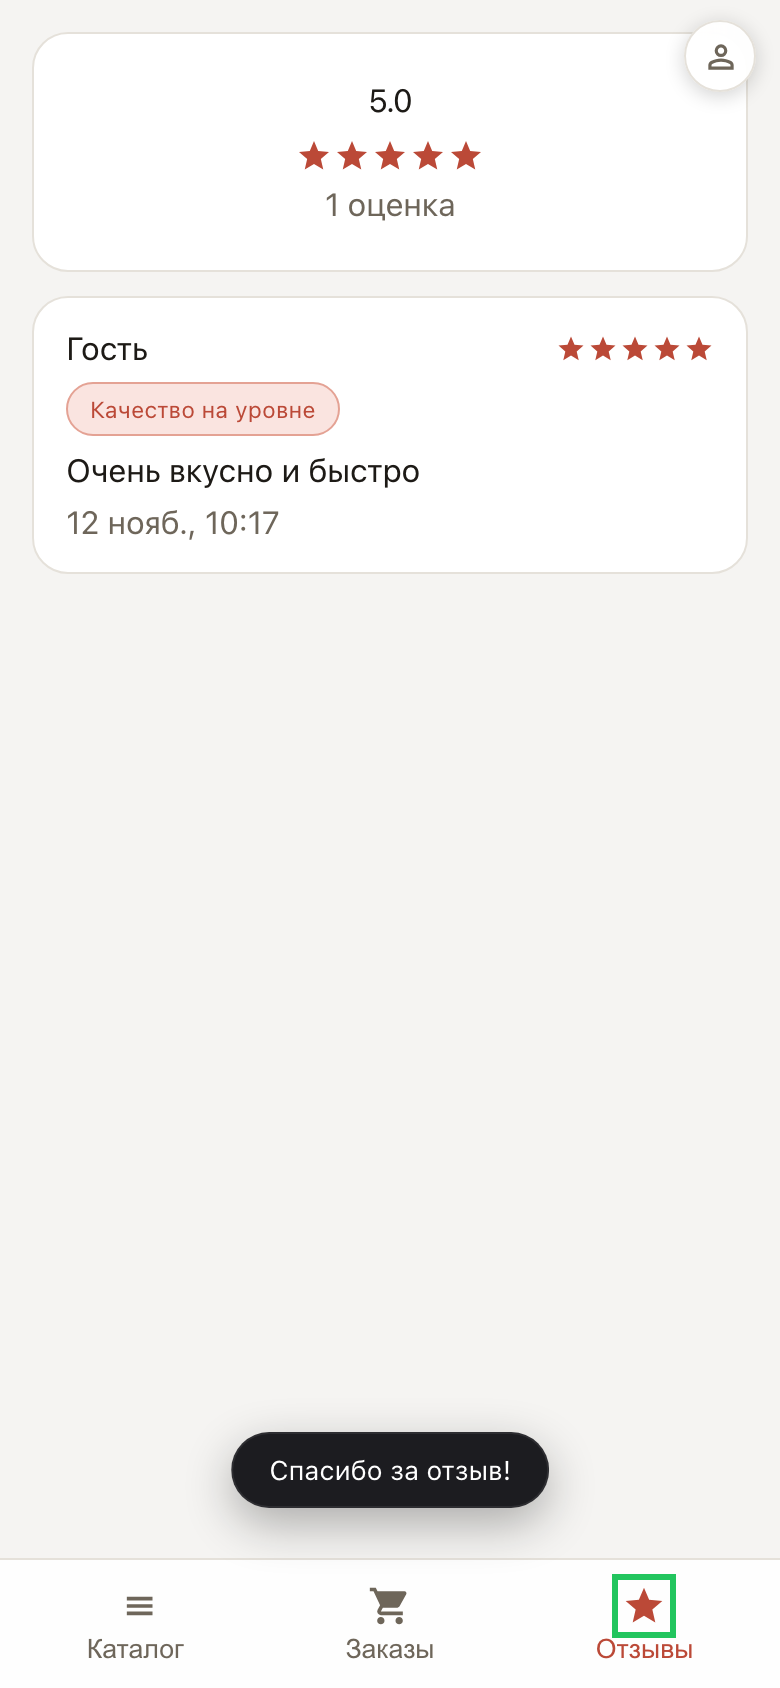 5.0
1 оценка
Гость
Качество на уровне
Очень вкусно и быстро
12 нояб., 10:17
Спасибо за отзыв!
Каталог
Заказы
Отзывы